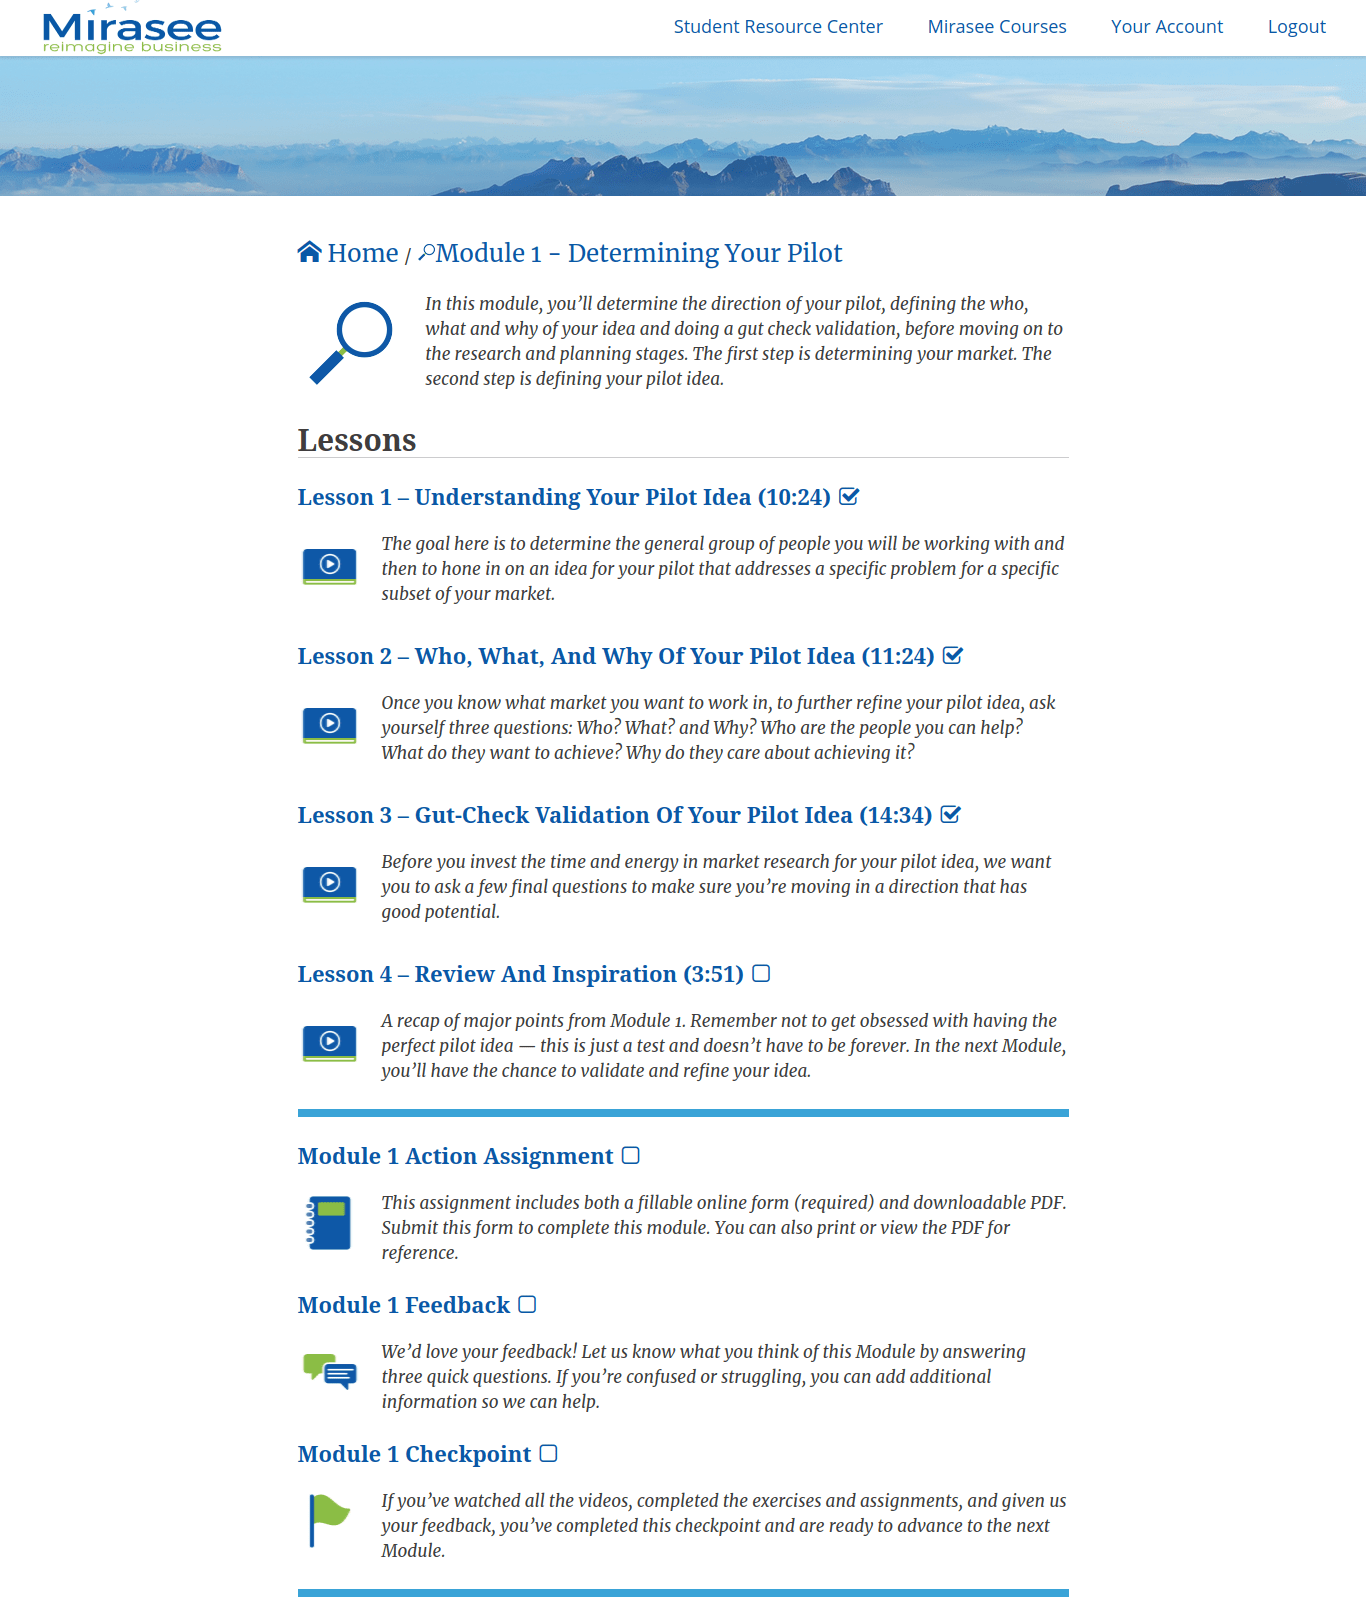 Mirasee
reimagine business
Student Resource Center
Mirasee Courses
Your Account
Logout
Home / Module 1 - Determining Your Pilot
In this module, you’ll determine the direction of your pilot, defining the who,
what and why of your idea and doing a gut check validation, before moving on to
the research and planning stages. The first step is determining your market. The
second step is defining your pilot idea.
Lessons
Lesson 1 – Understanding Your Pilot Idea (10:24)
The goal here is to determine the general group of people you will be working with and
then to hone in on an idea for your pilot that addresses a specific problem for a specific
subset of your market.
Lesson 2 – Who, What, And Why Of Your Pilot Idea (11:24)
Once you know what market you want to work in, to further refine your pilot idea, ask
yourself three questions: Who? What? and Why? Who are the people you can help?
What do they want to achieve? Why do they care about achieving it?
Lesson 3 – Gut-Check Validation Of Your Pilot Idea (14:34)
Before you invest the time and energy in market research for your pilot idea, we want
you to ask a few final questions to make sure you’re moving in a direction that has
good potential.
Lesson 4 – Review And Inspiration (3:51)
A recap of major points from Module 1. Remember not to get obsessed with having the
perfect pilot idea — this is just a test and doesn’t have to be forever. In the next Module,
you’ll have the chance to validate and refine your idea.
Module 1 Action Assignment
This assignment includes both a fillable online form (required) and downloadable PDF.
Submit this form to complete this module. You can also print or view the PDF for
reference.
Module 1 Feedback
We’d love your feedback! Let us know what you think of this Module by answering
three quick questions. If you’re confused or struggling, you can add additional
information so we can help.
Module 1 Checkpoint
If you’ve watched all the videos, completed the exercises and assignments, and given us
your feedback, you’ve completed this checkpoint and are ready to advance to the next
Module.